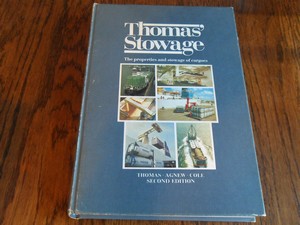 Thomas'
Stowage
The properties and stowage of cargoes
THOMAS · AGNEW · COLE
SECOND EDITION